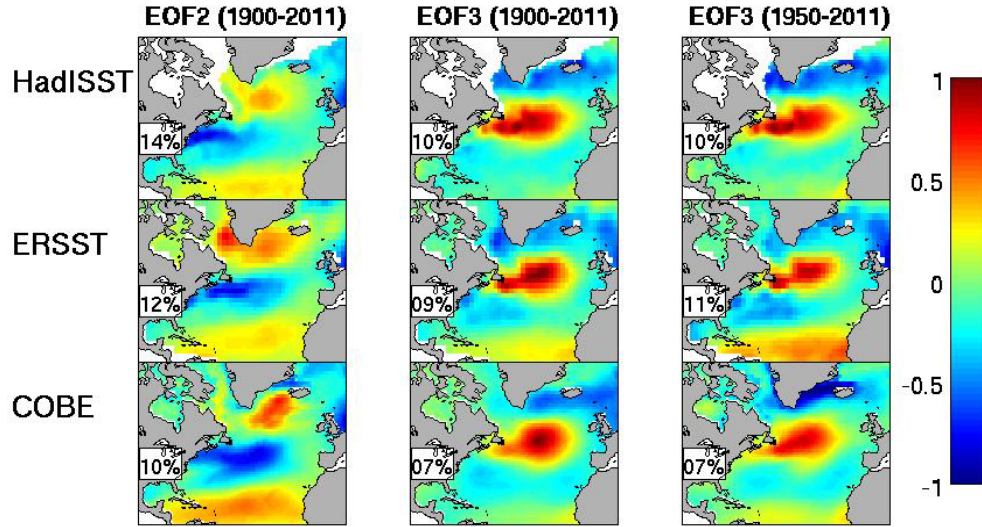 EOF2 (1900-2011) EOF3 (1900-2011) EOF3 (1950-2011)
HadISST
14% 10% 10%
ERSST
12% 09% 11%
COBE
10% 07% 07%
1
0.5
0
-0.5
-1